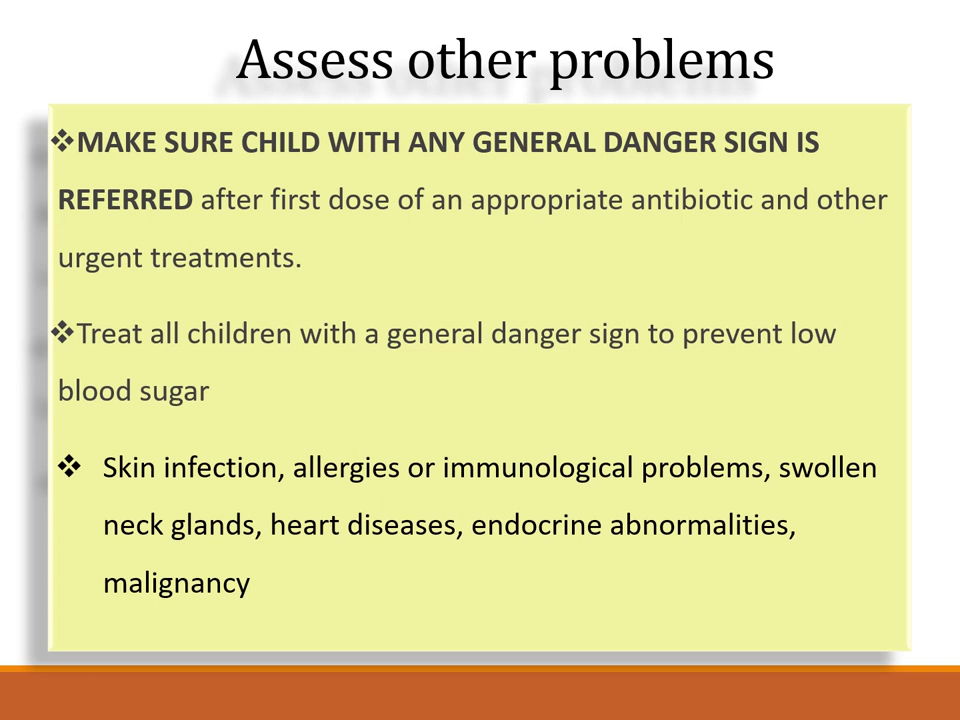 Assess other problems
❖MAKE SURE CHILD WITH ANY GENERAL DANGER SIGN IS
REFERRED after first dose of an appropriate antibiotic and other
urgent treatments.
❖Treat all children with a general danger sign to prevent low
blood sugar
❖ Skin infection, allergies or immunological problems, swollen
neck glands, heart diseases, endocrine abnormalities,
malignancy